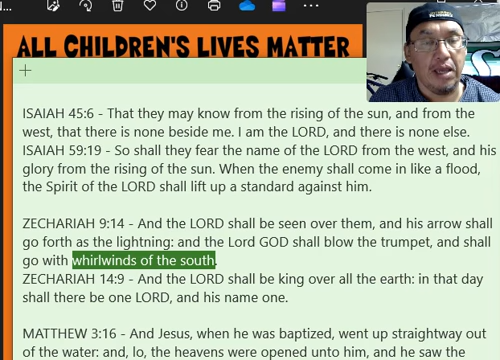 ALL CHILDREN'S LIVES MATTER
ISAIAH 45:6 - That they may know from the rising of the sun, and from the
west, that there is none beside me. I am the LORD, and there is none else.
ISAIAH 59:19 - So shall they fear the name of the LORD from the west, and his
glory from the rising of the sun. When the enemy shall come in like a flood,
the Spirit of the LORD shall lift up a standard against him.
ZECHARIAH 9:14 - And the LORD shall be seen over them, and his arrow shall
go forth as the lightning: and the Lord GOD shall blow the trumpet, and shall
go with whirlwinds of the south.
ZECHARIAH 14:9 - And the LORD shall be king over all the earth: in that day
shall there be one LORD, and his name one.
MATTHEW 3:16 - And Jesus, when he was baptized, went up straightway out
of the water: and, lo, the heavens were opened unto him, and he saw the